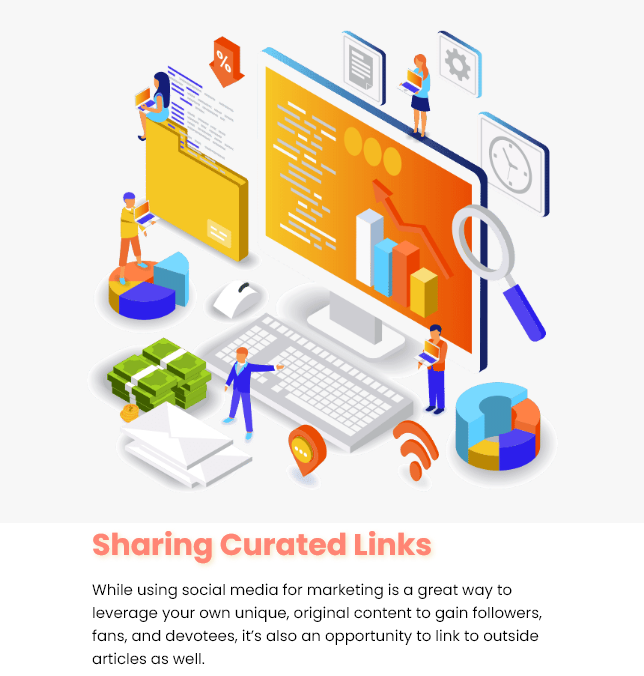 %
Sharing Curated Links
While using social media for marketing is a great way to
leverage your own unique, original content to gain followers,
fans, and devotees, it’s also an opportunity to link to outside
articles as well.